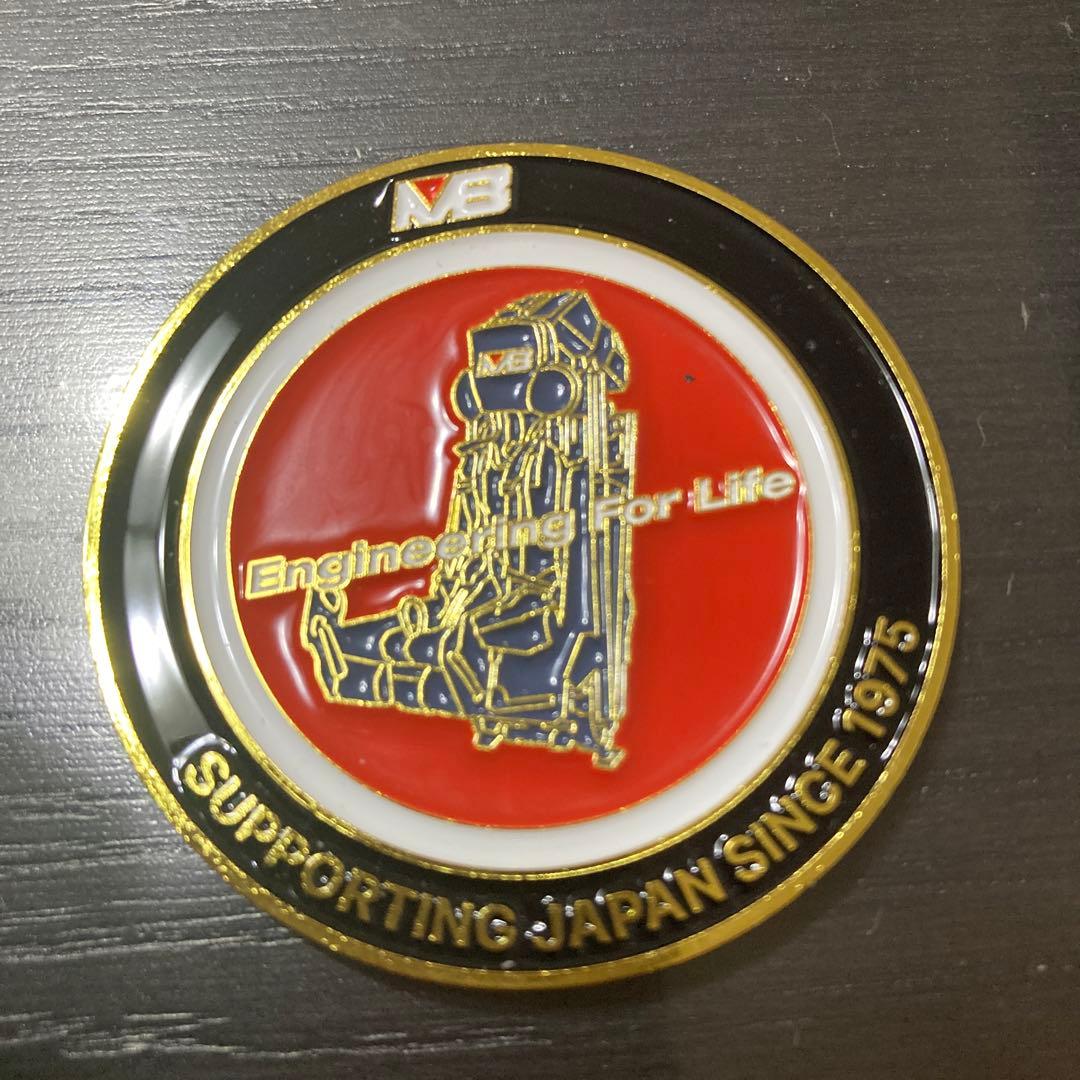 MB
MB
Engineering For Life
SUPPORTING JAPAN SINCE 1975